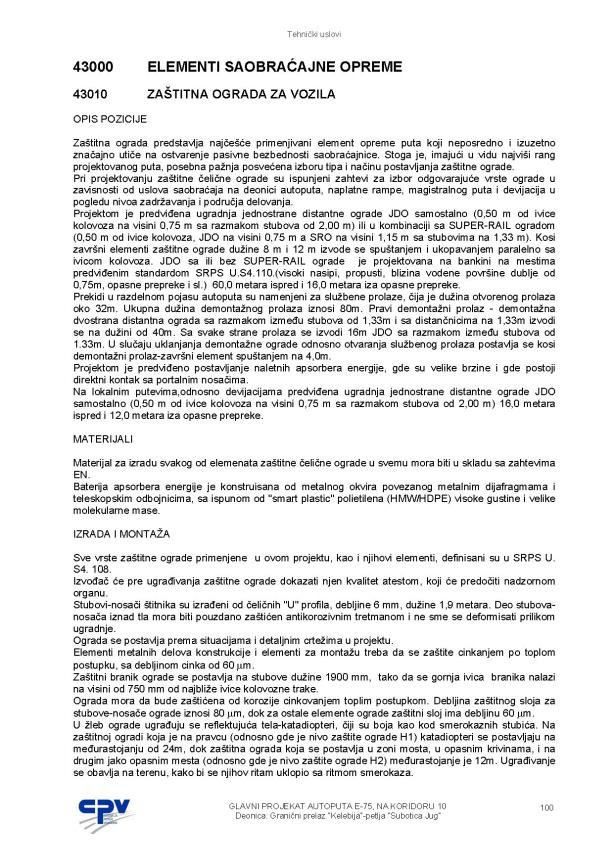 Tehnički uslovi
43000 ELEMENTI SAOBRAĆAJNE OPREME
43010 ZAŠTITNA OGRADA ZA VOZILA
OPIS POZICIJE
Zaštitna ograda predstavlja najčešće primenjivani element opreme puta koji neposredno i izuzetno
značajno utiče na ostvarenje pasivne bezbednosti saobraćajnice. Stoga je, imajući u vidu najviši rang
projektovanog puta, posebna pažnja posvećena izboru tipa i načinu postavljanja zaštitne ograde.
Pri projektovanju zaštitne čelične ograde su ispunjeni zahtevi za izbor odgovarajuće vrste ograde u
zavisnosti od uslova saobraćaja na deonici autoputa, naplatne rampe, magistralnog puta i devijacija u
pogledu nivoa zadržavanja i područja delovanja.
Projektom je predviđena ugradnja jednostrane distantne ograde JDO samostalno (0,50 m od ivice
kolovoza na visini 0,75 m sa razmakom stubova od 2,00 m) ili u kombinaciji sa SUPER-RAIL ogradom
(0,50 m od ivice kolovoza, JDO na visini 0,75 m a SRO na visini 1,15 m sa stubovima na 1,33 m). Kosi
završni elementi zaštitne ograde dužine 8 m i 12 m izvode se spuštanjem i ukopavanjem paralelno sa
ivicom kolovoza. JDO sa ili bez SUPER-RAIL ograde je projektovana na bankini na mestima
predviđenim standardom SRPS U.S4.110.(visoki nasipi, propusti, blizina vodene površine dublje od
0,75m, opasne prepreke i sl.) 60,0 metara ispred i 16,0 metara iza opasne prepreke.
Prekidi u razdelnom pojasu autoputa su namenjeni za službene prolaze, čija je dužina otvorenog prolaza
oko 32m. Ukupna dužina demontažnog prolaza iznosi 80m. Pravi demontažni prolaz - demontažna
dvostrana distantna ograda sa razmakom između stubova od 1,33m i sa distančnicima na 1,33m izvodi
se na dužini od 40m. Sa svake strane prolaza se izvodi 16m JDO sa razmakom između stubova od
1.33m. U slučaju uklanjanja demontažne ograde odnosno otvaranja službenog prolaza postavlja se kosi
demontažni prolaz-završni element spuštanjem na 4,0m.
Projektom je predviđeno postavljanje naletnih apsorbera energije, gde su velike brzine i gde postoji
direktni kontak sa portalnim nosačima.
Na lokalnim putevima,odnosno devijacijama predviđena ugradnja jednostrane distantne ograde JDO
samostalno (0,50 m od ivice kolovoza na visini 0,75 m sa razmakom stubova od 2,00 m) 16,0 metara
ispred i 12,0 metara iza opasne prepreke.
MATERIJALI
Materijal za izradu svakog od elemenata zaštitne čelične ograde u svemu mora biti u skladu sa zahtevima
EN.
Baterija apsorbera energije je konstruisana od metalnog okvira povezanog metalnim dijafragmama i
teleskopskim odbojnicima, sa ispunom od "smart plastic" polietilena (HMW/HDPE) visoke gustine i velike
molekularne mase.
IZRADA I MONTAŽA
Sve vrste zaštitne ograde primenjene u ovom projektu, kao i njihovi elementi, definisani su u SRPS U.
S4. 108.
Izvođač će pre ugrađivanja zaštitne ograde dokazati njen kvalitet atestom, koji će predočiti nadzornom
organu.
Stubovi-nosači štitnika su izrađeni od čeličnih "U" profila, debljine 6 mm, dužine 1,9 metara. Deo stubova-
nosača iznad tla mora biti pouzdano zaštićen antikorozivnim tretmanom i ne sme se deformisati prilikom
ugradnje.
Ograda se postavlja prema situacijama i detaljnim crtežima u projektu.
Elementi metalnih delova konstrukcije i elementi za montažu treba da se zaštite cinkanjem po toplom
postupku, sa debljinom cinka od 60 μm.
Zaštitni branik ograde se postavlja na stubove dužine 1900 mm, tako da se gornja ivica branika nalazi
na visini od 750 mm od najbliže ivice kolovozne trake.
Ograda mora da bude zaštićena od korozije cinkovanjem toplim postupkom. Debljina zaštitnog sloja za
stubove-nosače ograde iznosi 80 μm, dok za ostale elemente ograde zaštitni sloj ima debljinu 60 μm.
U žleb ograde ugrađuju se reflektujuća tela-katadiopteri, čiji su boja kao kod smerokaznih stubića. Na
zaštitnoj ogradi koja je na pravcu (odnosno gde je nivo zaštite ograde H1) katadiopteri se postavljaju na
međurastojanju od 24m, dok zaštitna ograda koja se postavlja u zoni mosta, u opasnim krivinama, i na
drugim jako opasnim mesta (odnosno gde je nivo zaštite ograde H2) međurastojanje je 12m. Ugrađivanje
se obavlja na terenu, kako bi se njihov ritam uklopio sa ritmom smerokaza.
CPV
GLAVNI PROJEKAT AUTOPUTA E-75, NA KORIDORU 10
Deonica: Granični prelaz "Kelebija"-petlja "Subotica Jug"
100